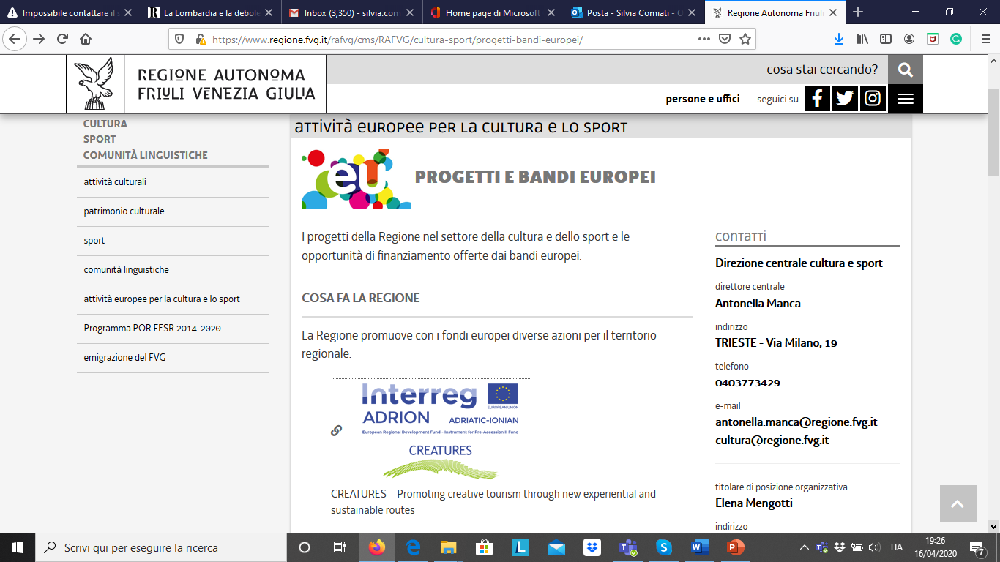 Impossibile contattare il s
La Lombardia e la debole
Inbox (3,350) - silvia.com
Home page di Microsoft
Posta - Silvia Comiati - O
Regione Autonoma Friuli
https://www.regione.fvg.it/rafvg/cms/RAFVG/cultura-sport/progetti-bandi-europei/
REGIONE AUTONOMA
FRIULI VENEZIA GIULIA
cosa stai cercando?
persone e uffici
seguici su
CULTURA
SPORT
COMUNITÀ LINGUISTICHE
attività culturali
patrimonio culturale
sport
comunità linguistiche
attività europee per la cultura e lo sport
Programma POR FESR 2014-2020
emigrazione del FVG
attività europee per la cultura e lo sport
eur
PROGETTI E BANDI EUROPEI
I progetti della Regione nel settore della cultura e dello sport e le
opportunità di finanziamento offerte dai bandi europei.
COSA FA LA REGIONE
La Regione promuove con i fondi europei diverse azioni per il territorio
regionale.
Interreg
EUROPEAN UNION
ADRION ADRIATIC-IONIAN
European Regional Development Fund - Instrument for Pre-Accession II Fund
CREATURES
CREATURES – Promoting creative tourism through new experiential and
sustainable routes
contatti
Direzione centrale cultura e sport
direttore centrale
Antonella Manca
indirizzo
TRIESTE - Via Milano, 19
telefono
0403773429
e-mail
antonella.manca@regione.fvg.it
cultura@regione.fvg.it
titolare di posizione organizzativa
Elena Mengotti
indirizzo
Scrivi qui per eseguire la ricerca
ITA
19:26
16/04/2020
7